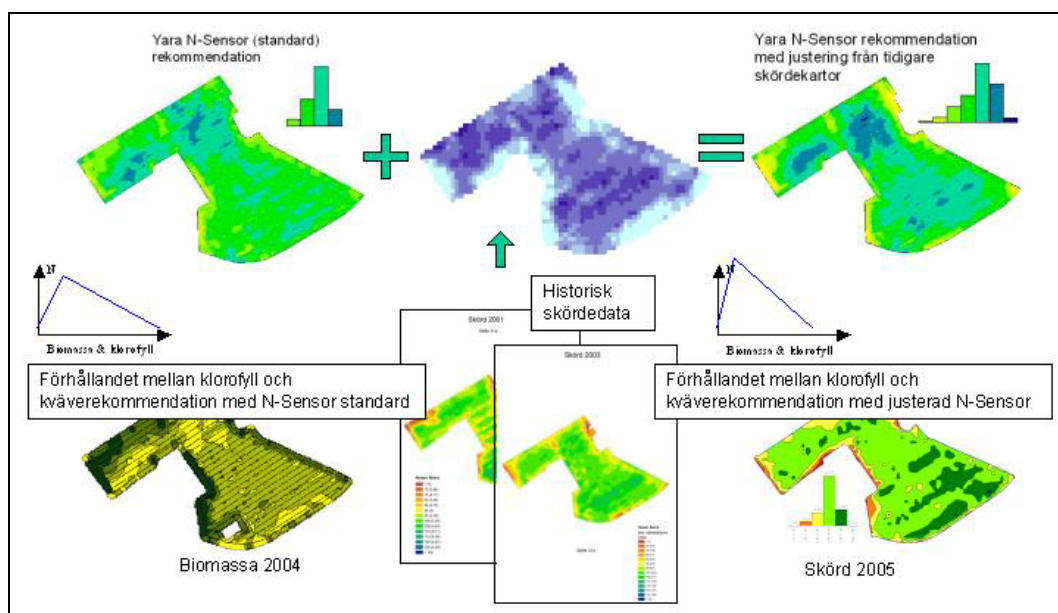 Yara N-Sensor (standard)
rekommendation
Yara N-Sensor rekommendation
med justering från tidigare
skördekartor
N
Biomassa & klorofyll
Historisk
skördedata
N
Biomassa & klorofyll
Förhållandet mellan klorofyll och
kväverekommendation med N-Sensor standard
Skörd 2001
Skörd 2003
Förhållandet mellan klorofyll och
kväverekommendation med justerad N-Sensor
Biomassa 2004
Skörd 2005